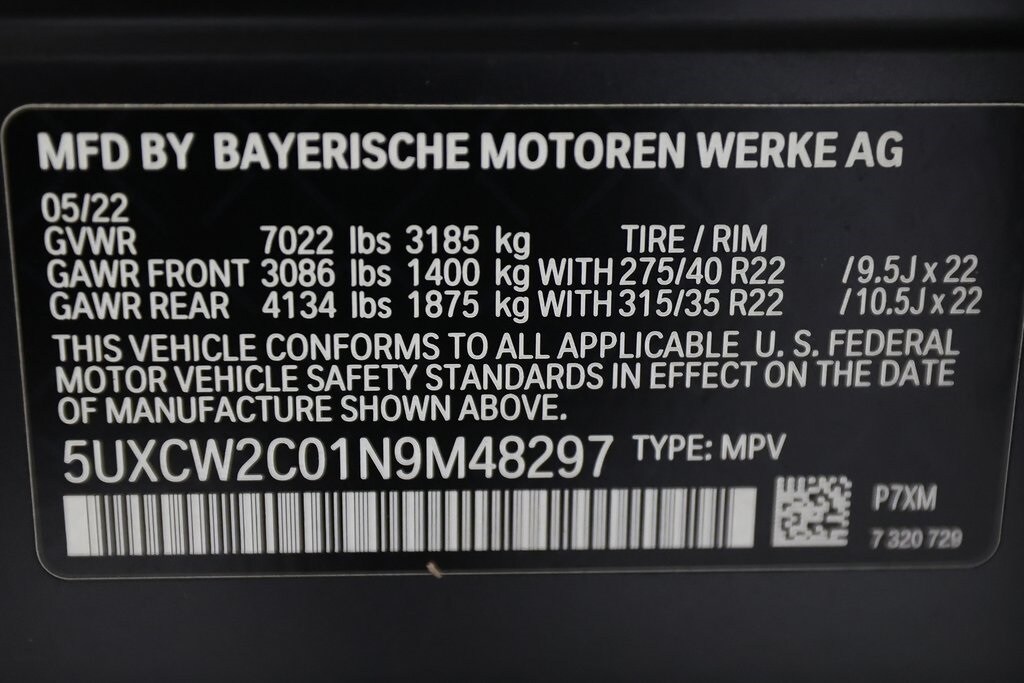 MFD BY BAYERISCHE MOTOREN WERKE AG
05/22
GVWR 7022 lbs 3185 kg TIRE / RIM
GAWR FRONT 3086 lbs 1400 kg WITH 275/40 R22 /9.5J x 22
GAWR REAR 4134 lbs 1875 kg WITH 315/35 R22 /10.5J x 22
THIS VEHICLE CONFORMS TO ALL APPLICABLE U. S. FEDERAL
MOTOR VEHICLE SAFETY STANDARDS IN EFFECT ON THE DATE
OF MANUFACTURE SHOWN ABOVE.
5UXCW2C01N9M48297 TYPE: MPV
P7XM
7 320 729